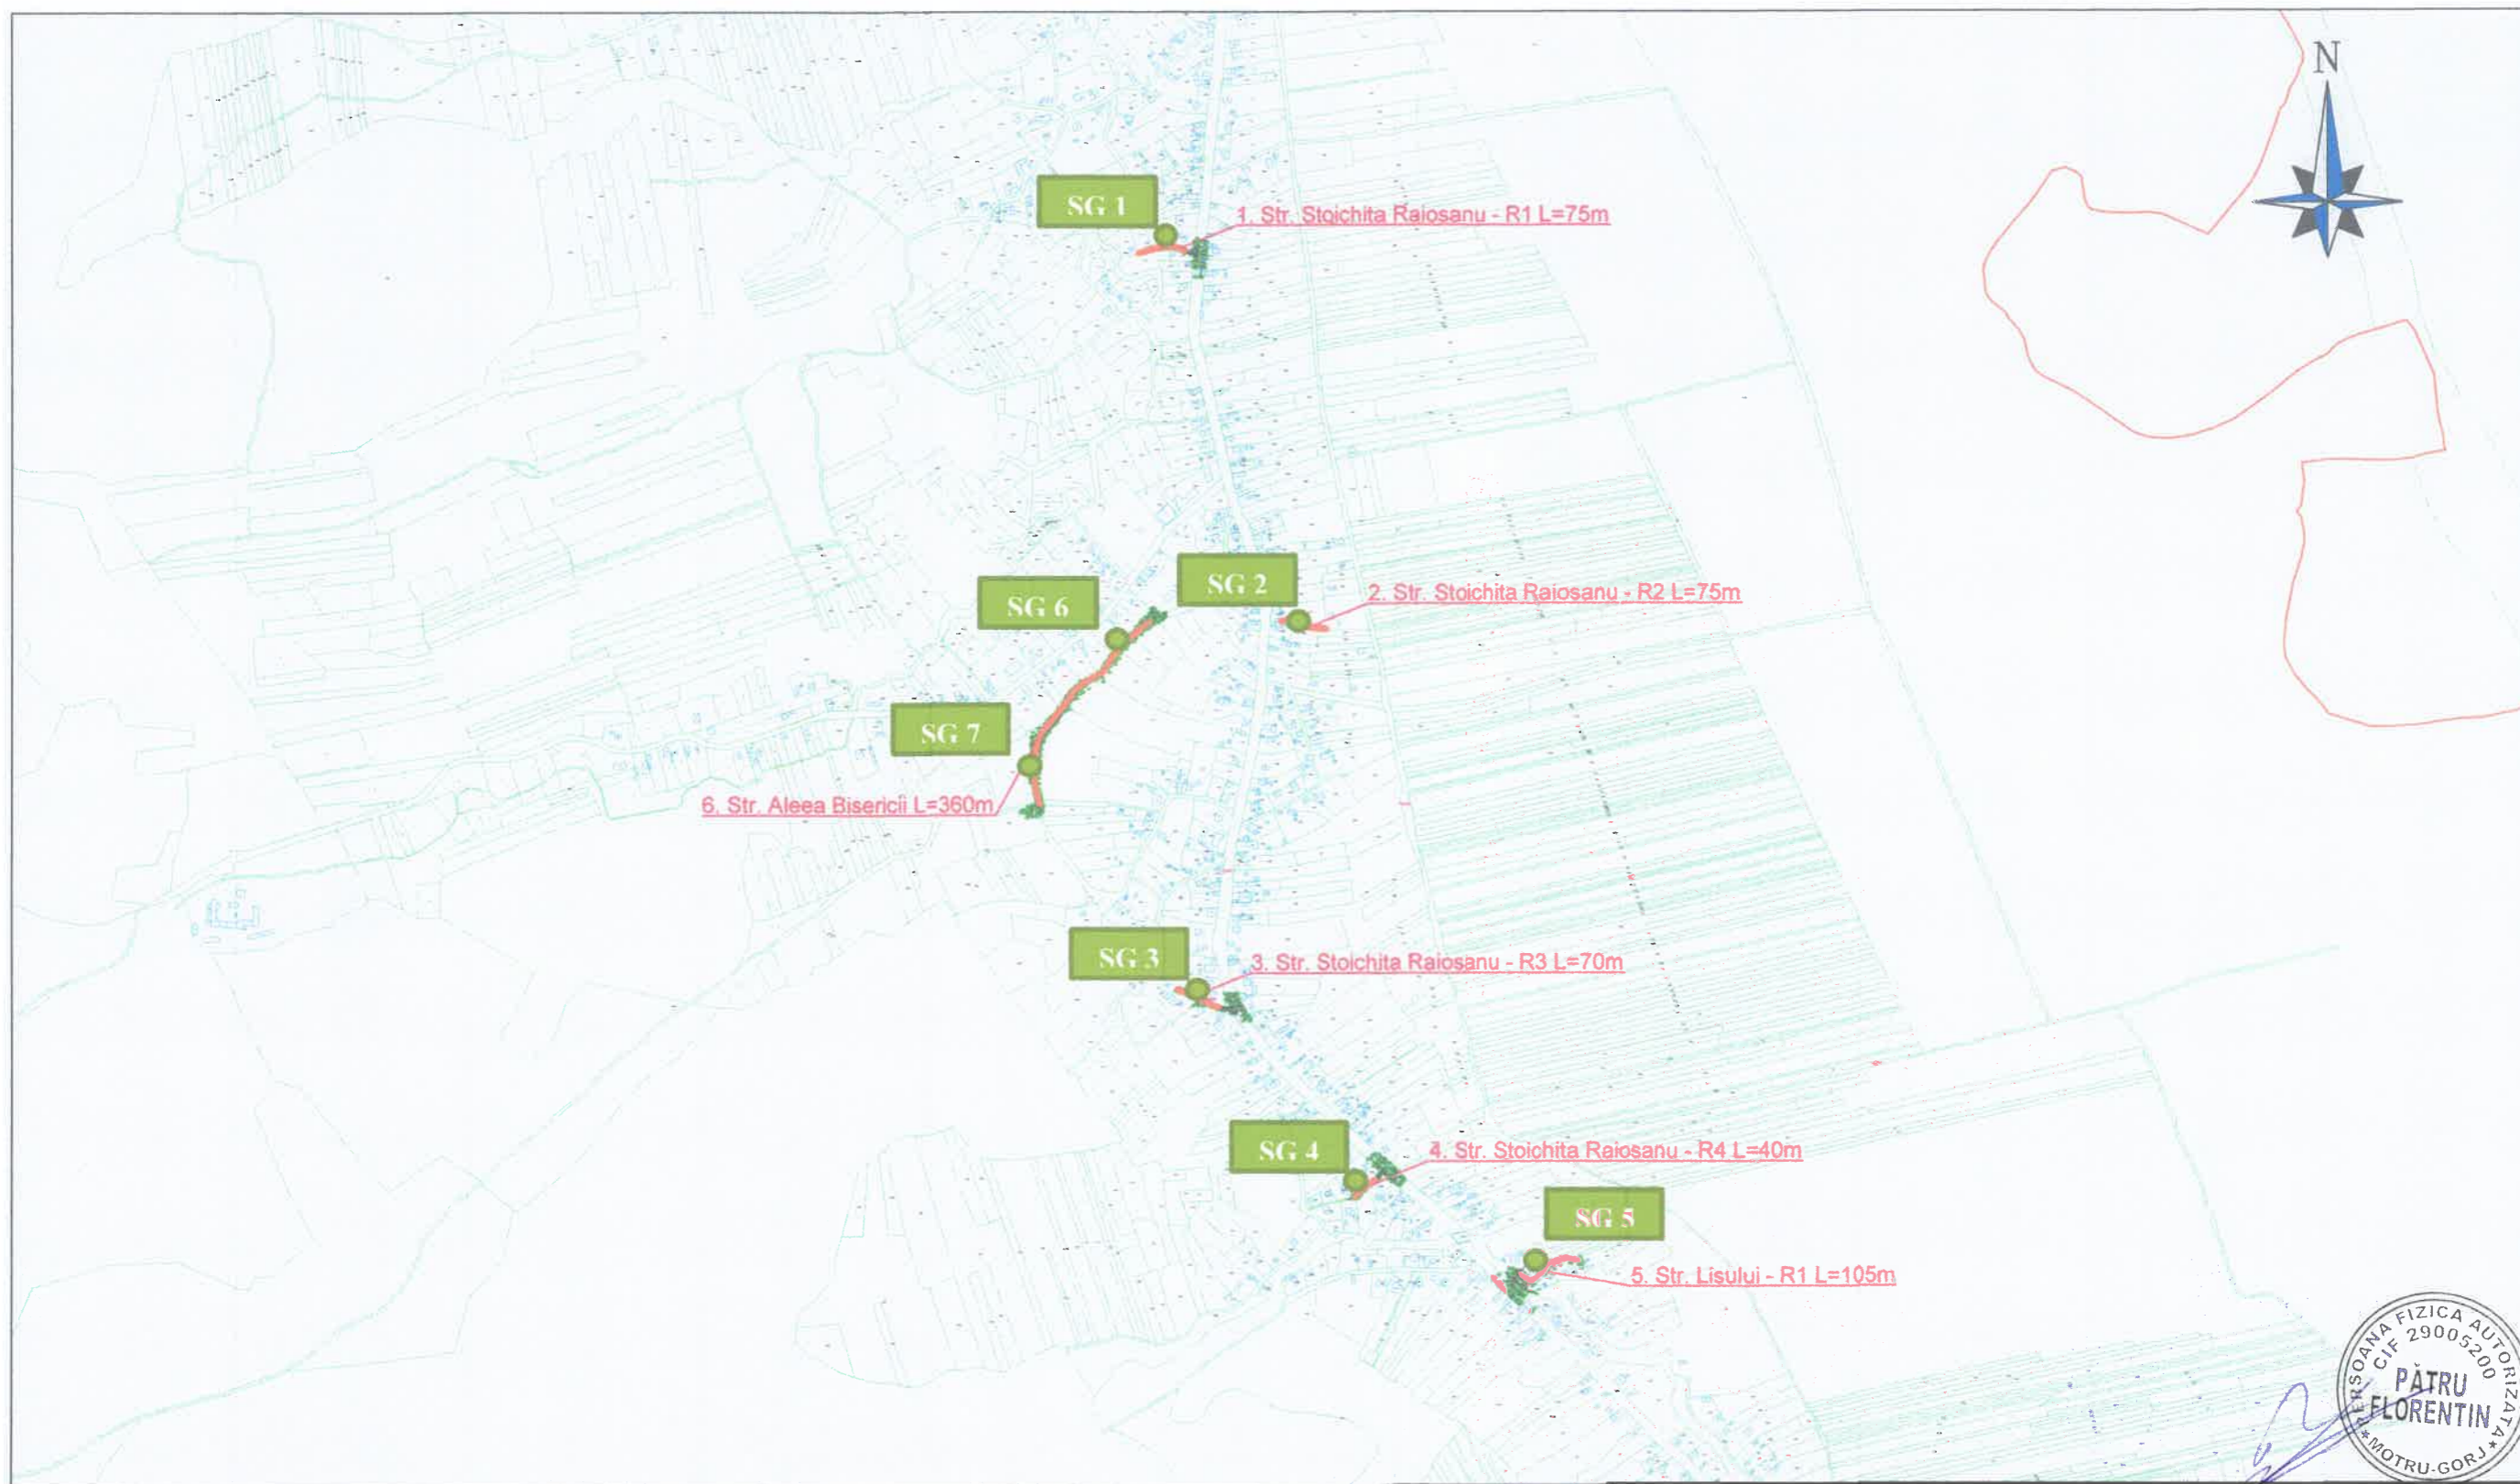 N
SG 1
1. Str. Stoichita Raiosanu - R1 L=75m
SG 2
2. Str. Stoichita Raiosanu - R2 L=75m
SG 6
SG 7
6. Str. Aleea Bisericii L=360m
SG 3
3. Str. Stoichita Raiosanu - R3 L=70m
SG 4
4. Str. Stoichita Raiosanu - R4 L=40m
SG 5
5. Str. Lisului - R1 L=105m
PERSOANA FIZICA AUTORIZATA
CIF 29005200
PĂTRU
FLORENTIN
*MOTRU-GORJ*